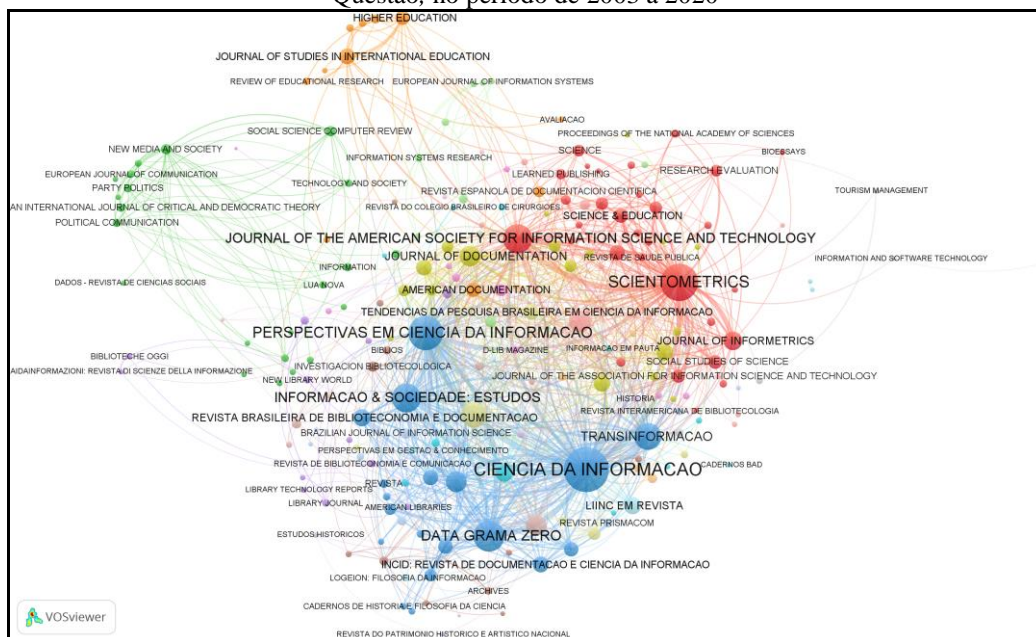 Questão, no período de 2003 a 2020
HIGHER EDUCATION
JOURNAL OF STUDIES IN INTERNATIONAL EDUCATION
REVIEW OF EDUCATIONAL RESEARCH
EUROPEAN JOURNAL OF INFORMATION SYSTEMS
AVALIACAO
SOCIAL SCIENCE COMPUTER REVIEW
PROCEEDINGS OF THE NATIONAL ACADEMY OF SCIENCES
NEW MEDIA AND SOCIETY
SCIENCE
BIOESSAYS
INFORMATION SYSTEMS RESEARCH
EUROPEAN JOURNAL OF COMMUNICATION
LEARNED PUBLISHING
RESEARCH EVALUATION
PARTY POLITICS
TECHNOLOGY AND SOCIETY
REVISTA ESPANOLA DE DOCUMENTACION CIENTIFICA
TOURISM MANAGEMENT
AN INTERNATIONAL JOURNAL OF CRITICAL AND DEMOCRATIC THEORY
REVISTA DO COLEGIO BRASILEIRO DE CIRURGIOES
SCIENCE & EDUCATION
POLITICAL COMMUNICATION
JOURNAL OF THE AMERICAN SOCIETY FOR INFORMATION SCIENCE AND TECHNOLOGY
JOURNAL OF DOCUMENTATION
REVISTA DE SAUDE PUBLICA
INFORMATION AND SOFTWARE TECHNOLOGY
INFORMATION
SCIENTOMETRICS
DADOS - REVISTA DE CIENCIAS SOCIAIS
LUA NOVA
AMERICAN DOCUMENTATION
TENDENCIAS DA PESQUISA BRASILEIRA EM CIENCIA DA INFORMACAO
PERSPECTIVAS EM CIENCIA DA INFORMACAO
JOURNAL OF INFORMETRICS
BIBLIOS
D-LIB MAGAZINE
INFORMACAO EM PAUTA
BIBLIOTECHE OGGI
SOCIAL STUDIES OF SCIENCE
INVESTIGACION BIBLIOTECOLOGICA
AIDAINFORMAZIONI: REVISTA DI SCIENZE DELLA INFORMAZIONE
NEW LIBRARY WORLD
JOURNAL OF THE ASSOCIATION FOR INFORMATION SCIENCE AND TECHNOLOGY
INFORMACAO & SOCIEDADE: ESTUDOS
HISTORIA
REVISTA INTERAMERICANA DE BIBLIOTECOLOGIA
REVISTA BRASILEIRA DE BIBLIOTECONOMIA E DOCUMENTACAO
BRAZILIAN JOURNAL OF INFORMATION SCIENCE
TRANSINFORMACAO
PERSPECTIVAS EM GESTAO & CONHECIMENTO
REVISTA DE BIBLIOTECONOMIA E COMUNICACAO
CIENCIA DA INFORMACAO
CADERNOS BAD
REVISTA
LIBRARY TECHNOLOGY REPORTS
LIBRARY JOURNAL
AMERICAN LIBRARIES
LIINC EM REVISTA
REVISTA PRISMACOM
ESTUDOS HISTORICOS
DATA GRAMA ZERO
INCID: REVISTA DE DOCUMENTACAO E CIENCIA DA INFORMACAO
LOGEION: FILOSOFIA DA INFORMACAO
ARCHIVES
CADERNOS DE HISTORIA E FILOSOFIA DA CIENCIA
VOSviewer
REVISTA DO PATRIMONIO HISTORICO E ARTISTICO NACIONAL